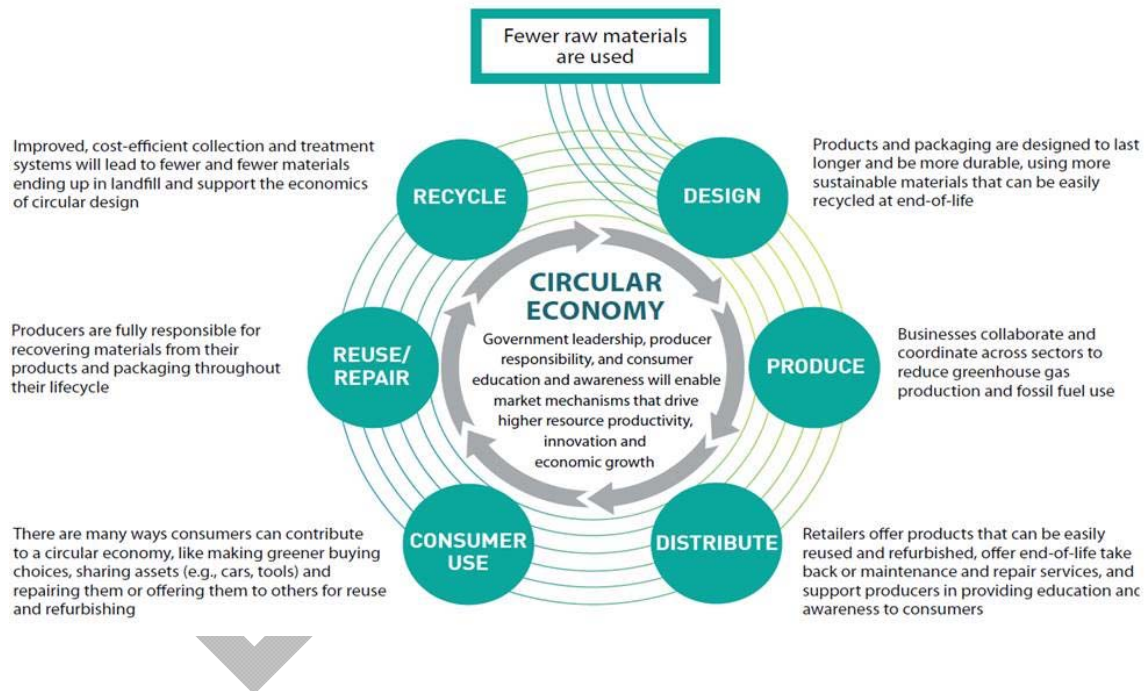 Fewer raw materials
are used
Improved, cost-efficient collection and treatment
systems will lead to fewer and fewer materials
ending up in landfill and support the economics
of circular design
RECYCLE
DESIGN
Products and packaging are designed to last
longer and be more durable, using more
sustainable materials that can be easily
recycled at end-of-life
CIRCULAR
ECONOMY
Government leadership, producer
responsibility, and consumer
education and awareness will enable
market mechanisms that drive
higher resource productivity,
innovation and
economic growth
Producers are fully responsible for
recovering materials from their
products and packaging throughout
their lifecycle
REUSE/
REPAIR
PRODUCE
Businesses collaborate and
coordinate across sectors to
reduce greenhouse gas
production and fossil fuel use
There are many ways consumers can contribute
to a circular economy, like making greener buying
choices, sharing assets (e.g., cars, tools) and
repairing them or offering them to others for reuse
and refurbishing
CONSUMER
USE
DISTRIBUTE
Retailers offer products that can be easily
reused and refurbished, offer end-of-life take
back or maintenance and repair services, and
support producers in providing education and
awareness to consumers